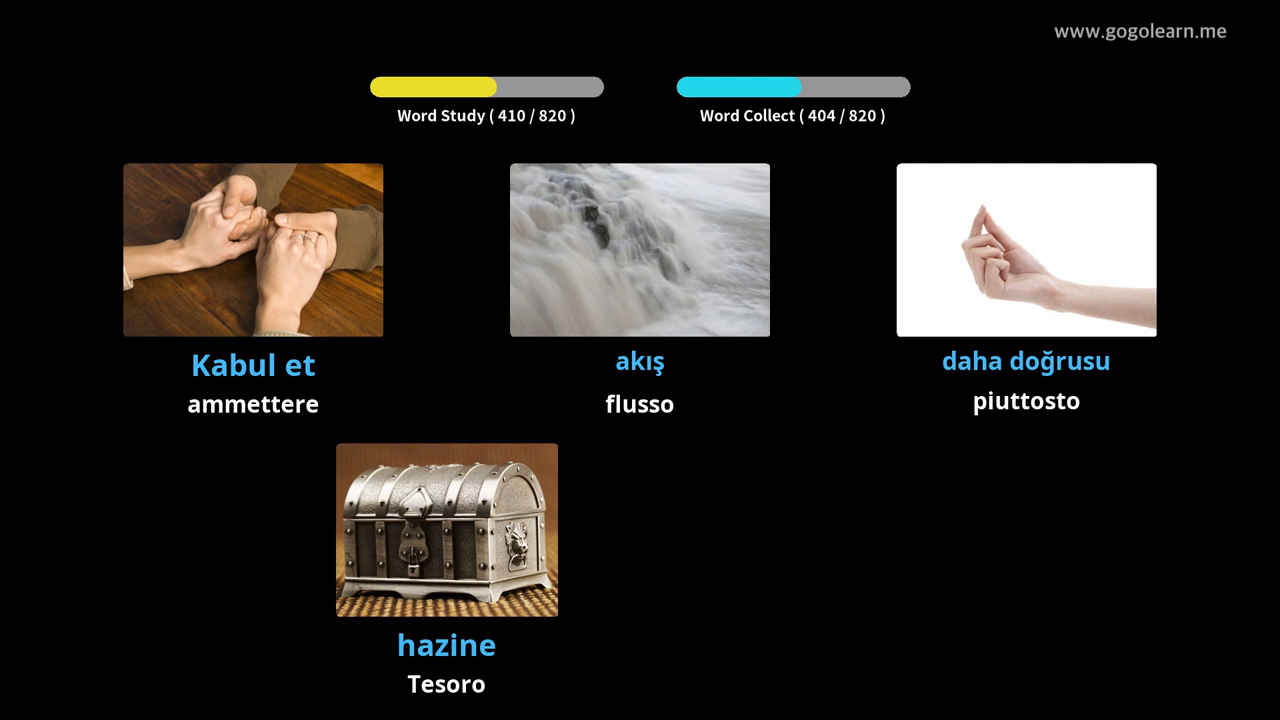 www.gogolearn.me
Word Study ( 410 / 820 )
Word Collect ( 404 / 820 )
Kabul et
ammettere
akış
flusso
daha doğrusu
piuttosto
hazine
Tesoro